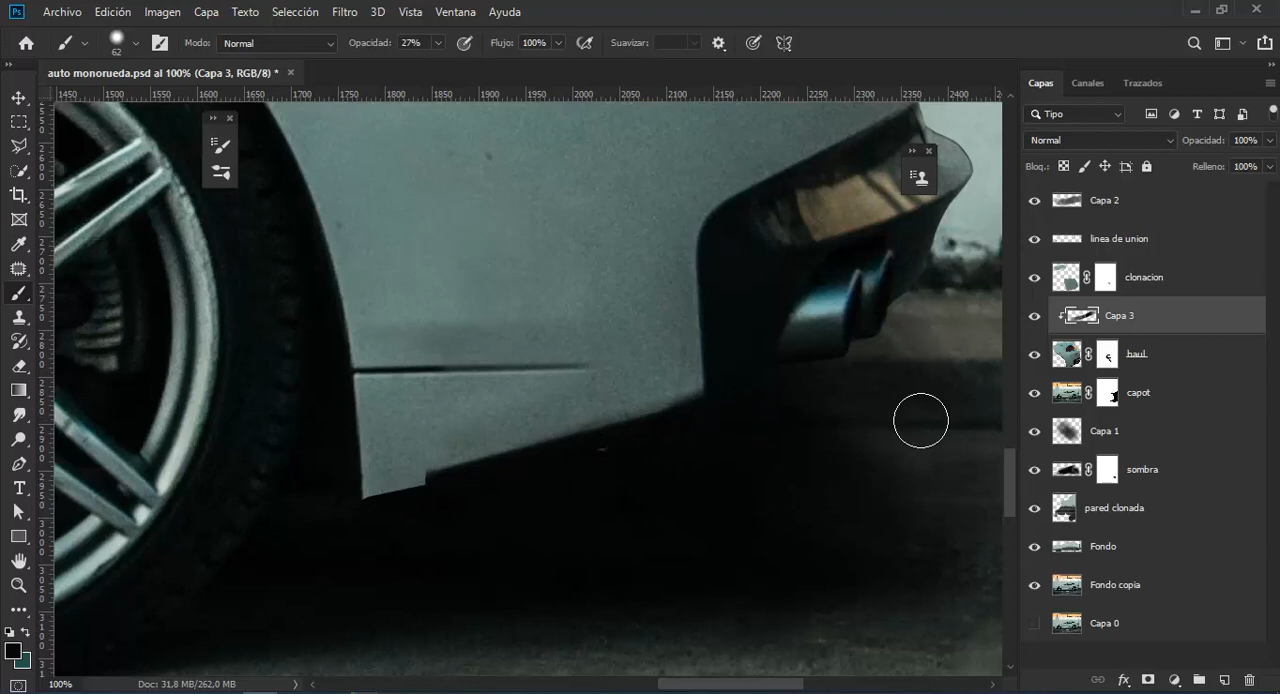 Ps Archivo Edición Imagen Capa Texto Selección Filtro 3D Vista Ventana Ayuda
62 Modo: Normal Opacidad: 27% Flujo: 100% Suavizar:
auto monorueda.psd al 100% (Capa 3, RGB/8) * ×
1450 1500 1550 1600 1650 1700 1750 1800 1850 1900 1950 2000 2050 2100 2150 2200 2250 2300 2350 2400
Capas Canales Trazados
Tipo
Normal Opacidad: 100%
Bloq.: Relleno: 100%
Capa 2
linea de union
clonacion
Capa 3
baul
capot
Capa 1
sombra
pared clonada
Fondo
Fondo copia
Capa 0
100% Doc: 31,8 MB/262,0 MB